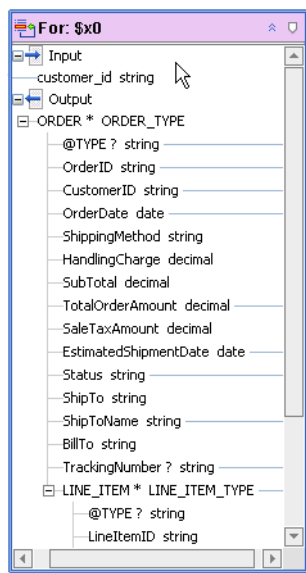 For: $x0
Input
customer_id string
Output
ORDER * ORDER_TYPE
@TYPE ? string
OrderID string
CustomerID string
OrderDate date
ShippingMethod string
HandlingCharge decimal
SubTotal decimal
TotalOrderAmount decimal
SaleTaxAmount decimal
EstimatedShipmentDate date
Status string
ShipTo string
ShipToName string
BillTo string
TrackingNumber ? string
LINE_ITEM * LINE_ITEM_TYPE
@TYPE ? string
LineItemID string